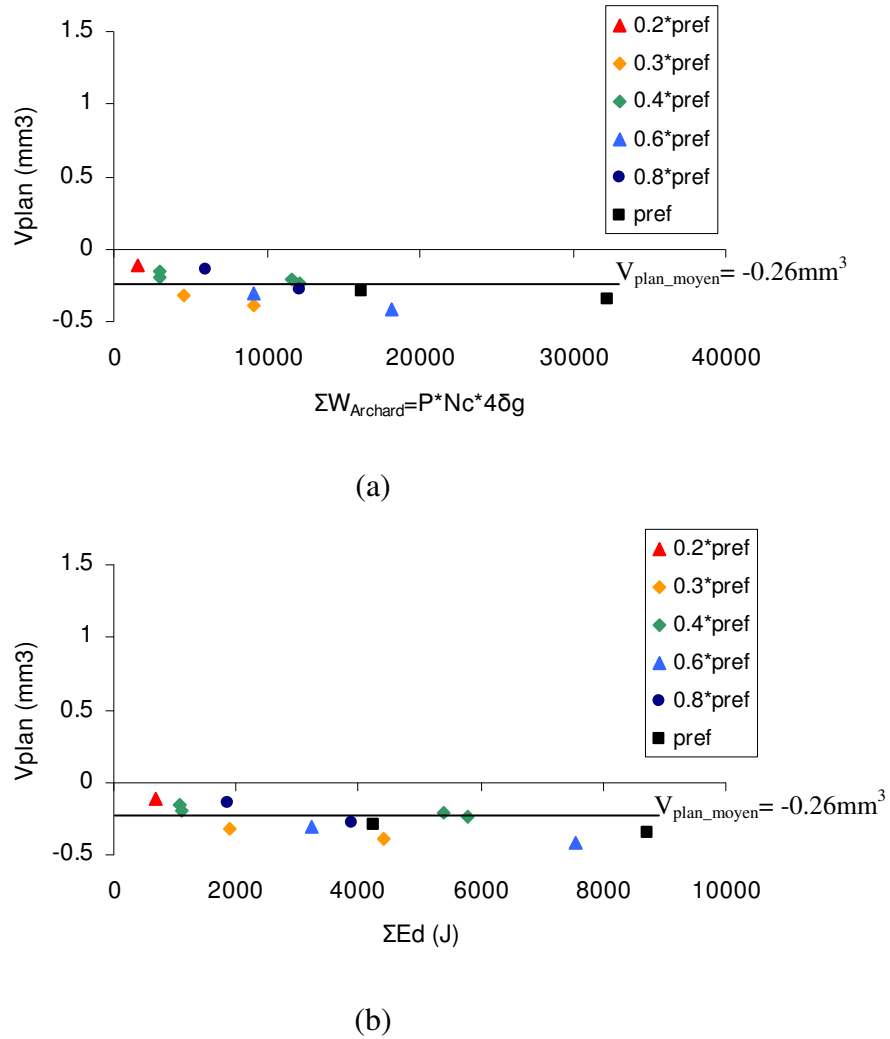 1.5
1
0.5
0
-0.5
Vplan (mm3)
0.2*pref
0.3*pref
0.4*pref
0.6*pref
0.8*pref
pref
V_plan_moyen= -0.26mm³
0 10000 20000 30000 40000
ΣW_Archard=P*Nc*4δg
(a)
1.5
1
0.5
0
-0.5
Vplan (mm3)
0.2*pref
0.3*pref
0.4*pref
0.6*pref
0.8*pref
pref
V_plan_moyen= -0.26mm³
0 2000 4000 6000 8000 10000
ΣEd (J)
(b)